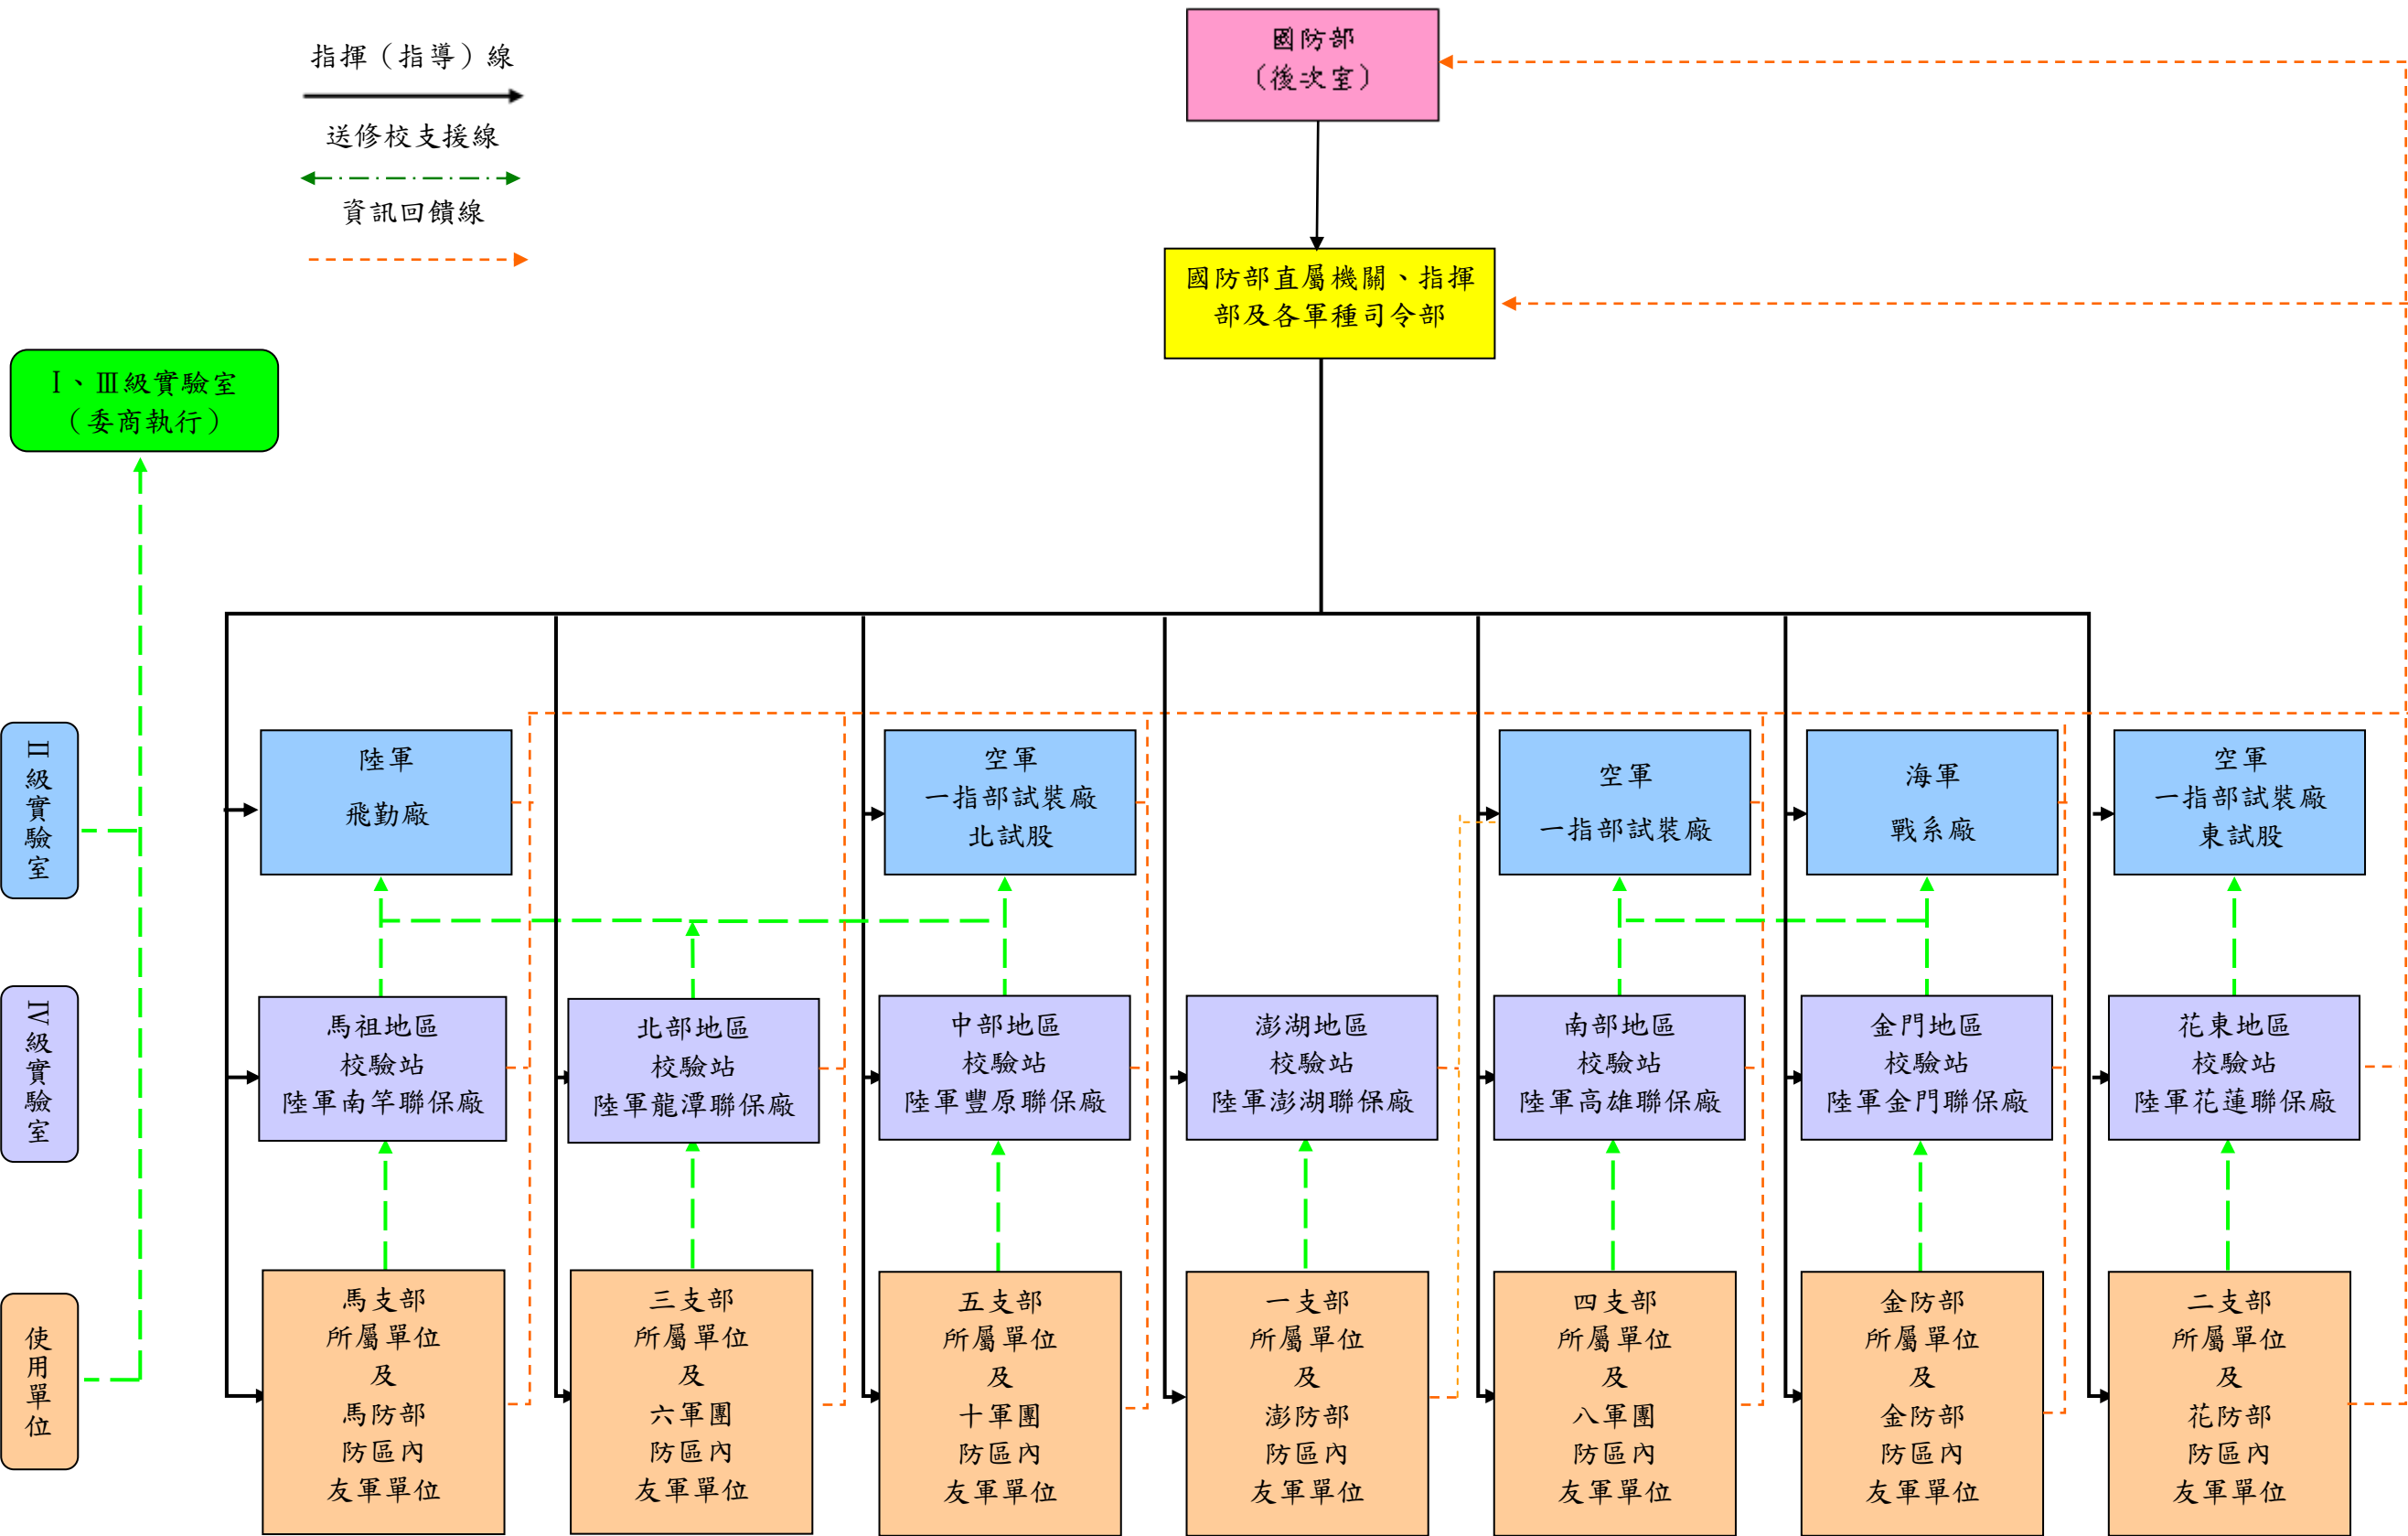 指揮（指導）線
送修校支援線
資訊回饋線
國防部
（後次室）
國防部直屬機關、指揮
部及各軍種司令部
Ⅰ、Ⅲ級實驗室
（委商執行）
Ⅱ級實驗室
陸軍
飛勤廠
空軍
一指部試裝廠
北試股
空軍
一指部試裝廠
海軍
戰系廠
空軍
一指部試裝廠
東試股
Ⅳ級實驗室
馬祖地區
校驗站
陸軍南竿聯保廠
北部地區
校驗站
陸軍龍潭聯保廠
中部地區
校驗站
陸軍豐原聯保廠
澎湖地區
校驗站
陸軍澎湖聯保廠
南部地區
校驗站
陸軍高雄聯保廠
金門地區
校驗站
陸軍金門聯保廠
花東地區
校驗站
陸軍花蓮聯保廠
使用單位
馬支部
所屬單位
及
馬防部
防區內
友軍單位
三支部
所屬單位
及
六軍團
防區內
友軍單位
五支部
所屬單位
及
十軍團
防區內
友軍單位
一支部
所屬單位
及
澎防部
防區內
友軍單位
四支部
所屬單位
及
八軍團
防區內
友軍單位
金防部
所屬單位
及
金防部
防區內
友軍單位
二支部
所屬單位
及
花防部
防區內
友軍單位